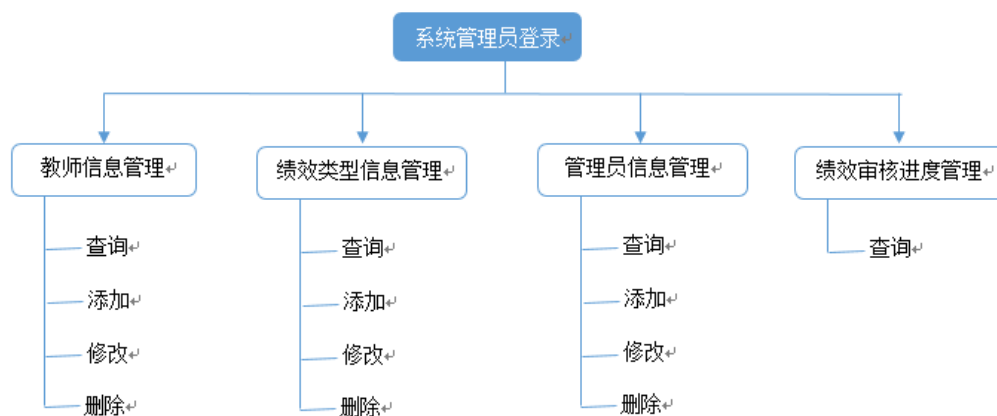 系统管理员登录
教师信息管理
查询
添加
修改
删除
绩效类型信息管理
查询
添加
修改
删除
管理员信息管理
查询
添加
修改
删除
绩效审核进度管理
查询